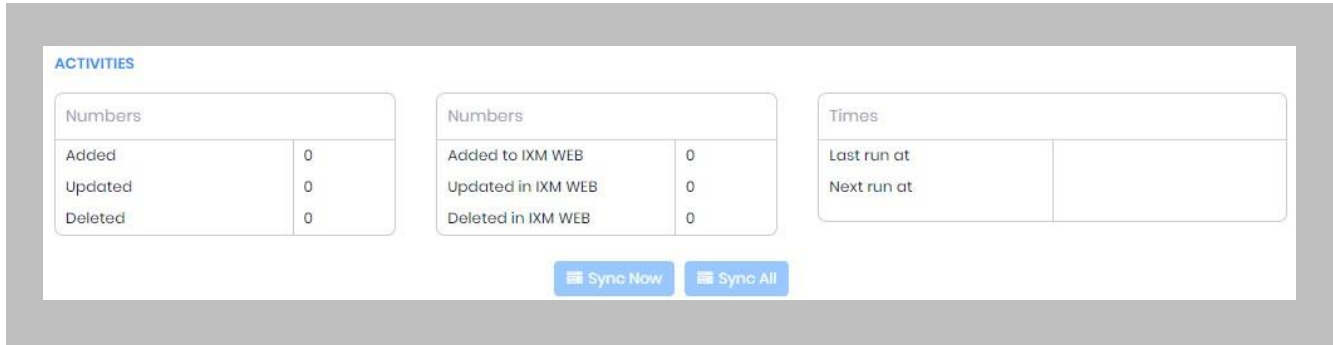 ACTIVITIES
Numbers
Added 0
Updated 0
Deleted 0
Numbers
Added to IXM WEB 0
Updated in IXM WEB 0
Deleted in IXM WEB 0
Times
Last run at
Next run at
Sync Now Sync All